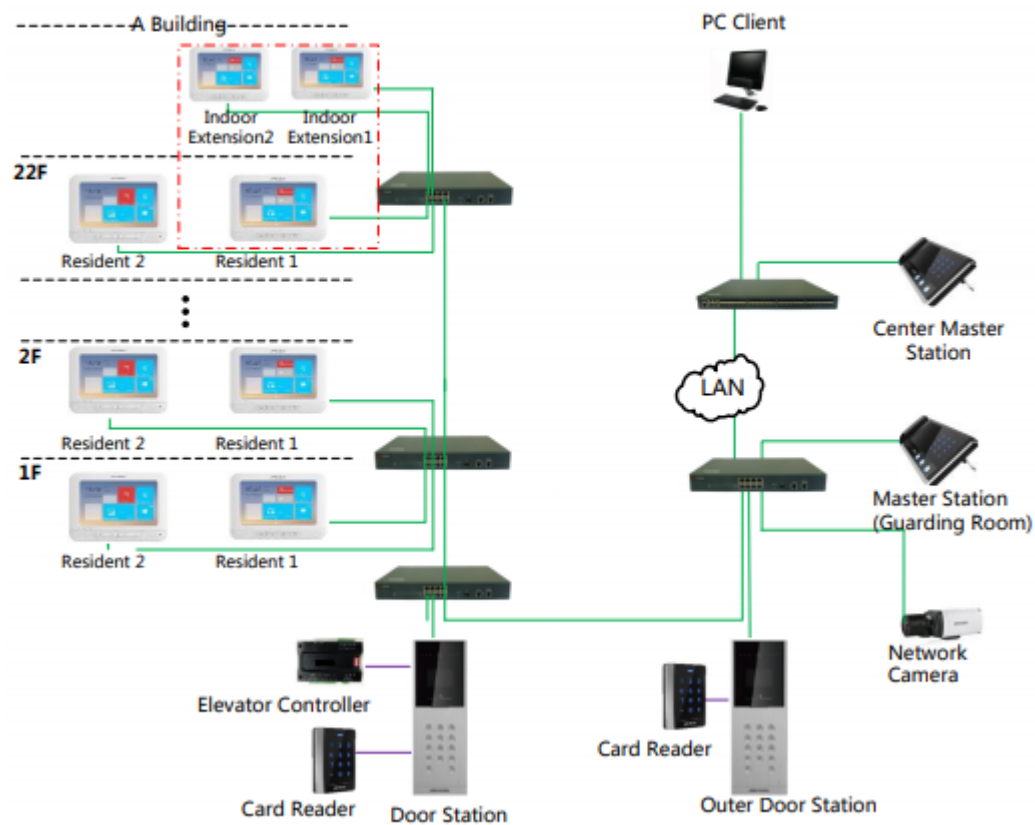 A Building
PC Client
Indoor
Extension2
Indoor
Extension1
22F
Resident 2
Resident 1
Center Master
Station
2F
LAN
Resident 2
Resident 1
1F
Master Station
(Guarding Room)
Resident 2
Resident 1
Network
Camera
Elevator Controller
Card Reader
Card Reader
Door Station
Outer Door Station